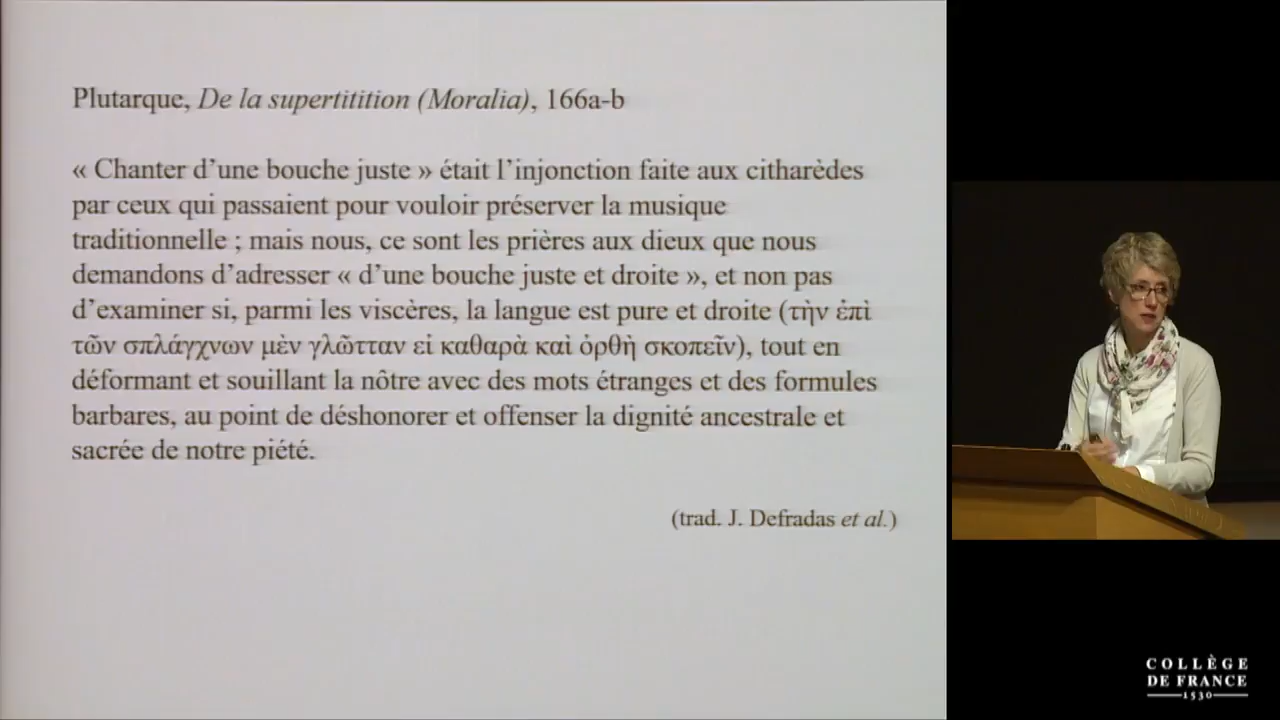 Plutarque, De la supertitition (Moralia), 166a-b
« Chanter d’une bouche juste » était l’injonction faite aux citharèdes
par ceux qui passaient pour vouloir préserver la musique
traditionnelle ; mais nous, ce sont les prières aux dieux que nous
demandons d’adresser « d’une bouche juste et droite », et non pas
d’examiner si, parmi les viscères, la langue est pure et droite (τὴν ἐπὶ
τῶν σπλάγχνων μὲν γλῶτταν εἰ καθαρὰ καὶ ὀρθὴ σκοπεῖν), tout en
déformant et souillant la nôtre avec des mots étranges et des formules
barbares, au point de déshonorer et offenser la dignité ancestrale et
sacrée de notre piété.
(trad. J. Defradas et al.)
COLLÈGE
DE FRANCE
1530